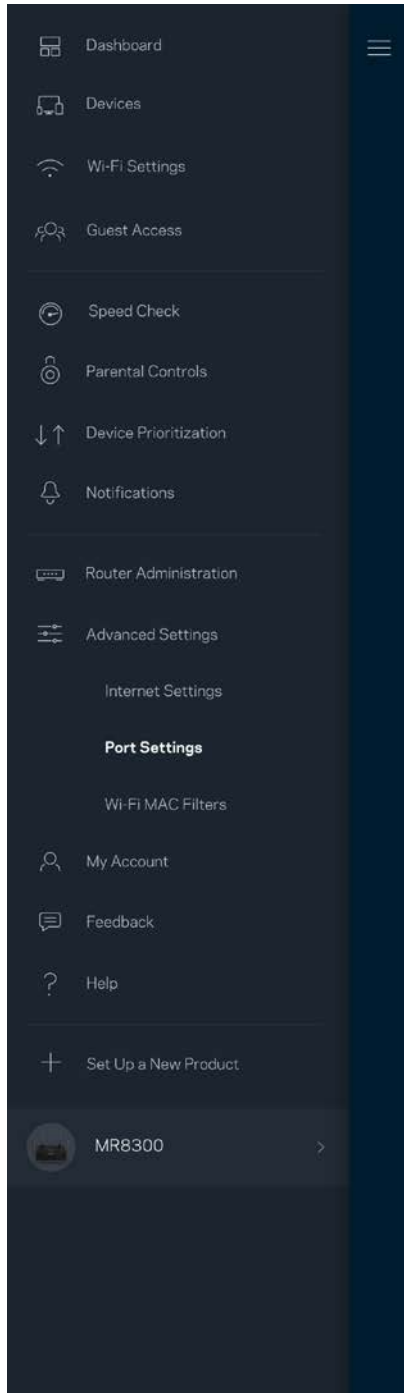 Dashboard
Devices
Wi-Fi Settings
Guest Access
Speed Check
Parental Controls
Device Prioritization
Notifications
Router Administration
Advanced Settings
Internet Settings
Port Settings
Wi-Fi MAC Filters
My Account
Feedback
Help
Set Up a New Product
MR8300